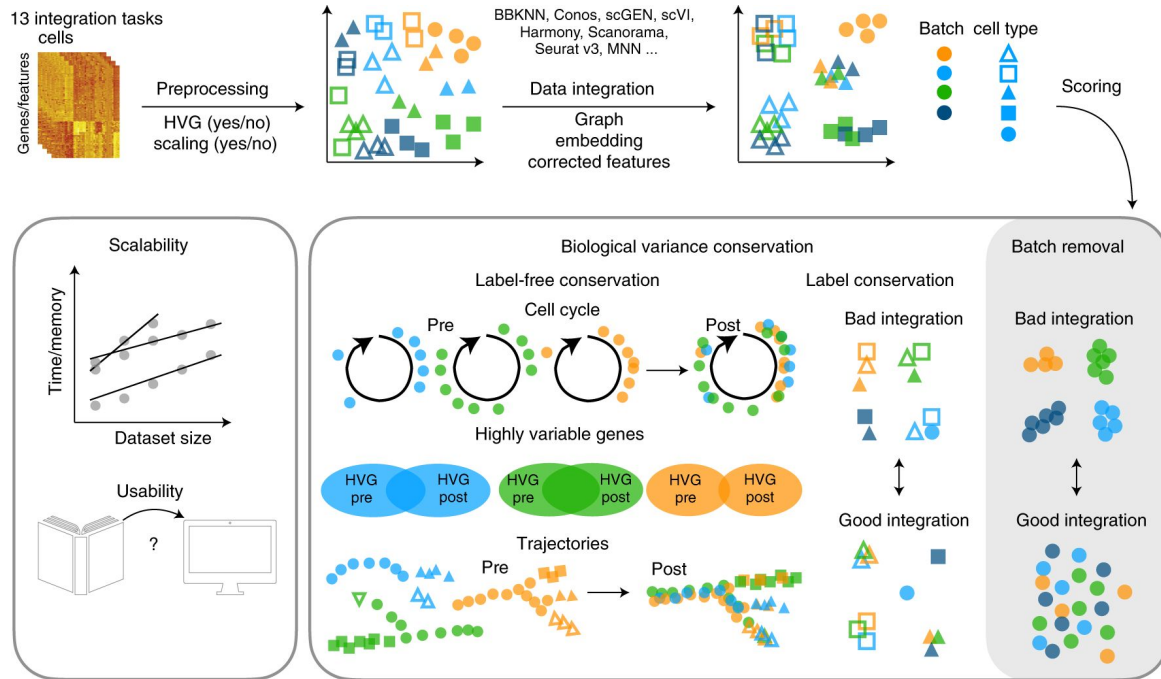 13 integration tasks
cells
Genes/features
Preprocessing
HVG (yes/no)
scaling (yes/no)
BBKNN, Conos, scGEN, scVI,
Harmony, Scanorama,
Seurat v3, MNN ...
Data integration
Graph
embedding
corrected features
Batch cell type
Scoring
Scalability
Time/memory
Dataset size
Usability
?
Biological variance conservation
Label-free conservation
Cell cycle
Pre
Post
Highly variable genes
HVG
pre
HVG
post
HVG
pre
HVG
post
HVG
pre
HVG
post
Trajectories
Pre
Post
Label conservation
Bad integration
Good integration
Batch removal
Bad integration
Good integration